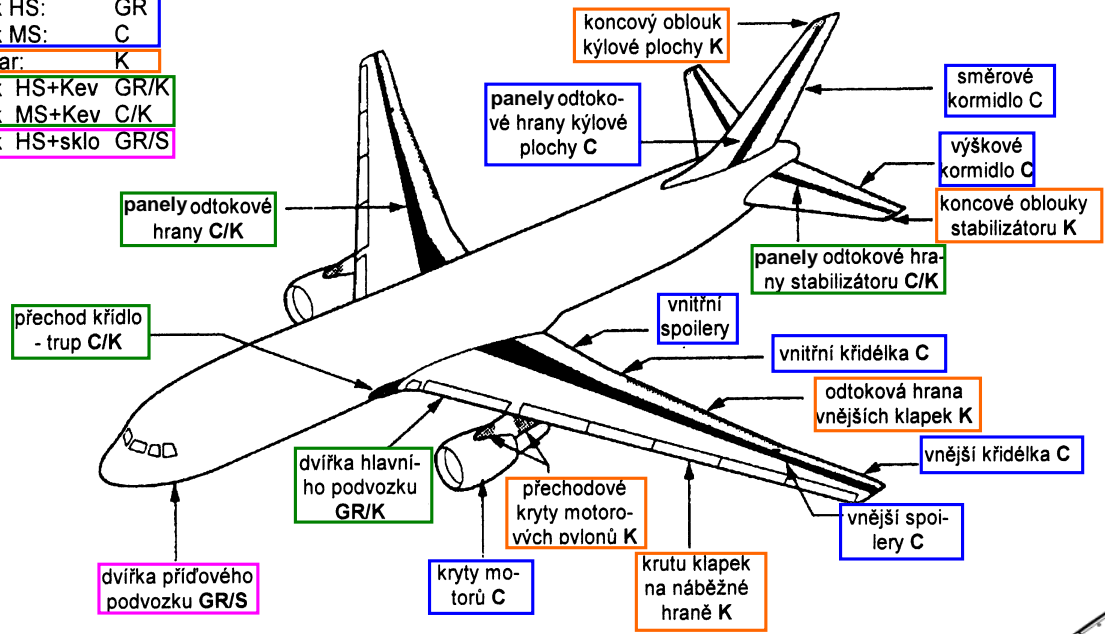 HS: GR
MS: C
ar: K
HS+Kev GR/K
MS+Kev C/K
HS+sklo GR/S
koncový oblouk
kýlové plochy K
panely odtoko-
vé hrany kýlové
plochy C
směrové
kormidlo C
výškové
kormidlo C
koncové oblouky
stabilizátoru K
panely odtokové
hrany C/K
panely odtokové hra-
ny stabilizátoru C/K
přechod křídlo
- trup C/K
vnitřní
spoilery
vnitřní křidélka C
odtoková hrana
vnějších klapek K
vnější křidélka C
dvířka hlavní-
ho podvozku
GR/K
přechodové
kryty motoro-
vých pylonů K
vnější spoi-
lery C
dvířka příďového
podvozku GR/S
kryty mo-
torů C
krutu klapek
na náběžné
hraně K